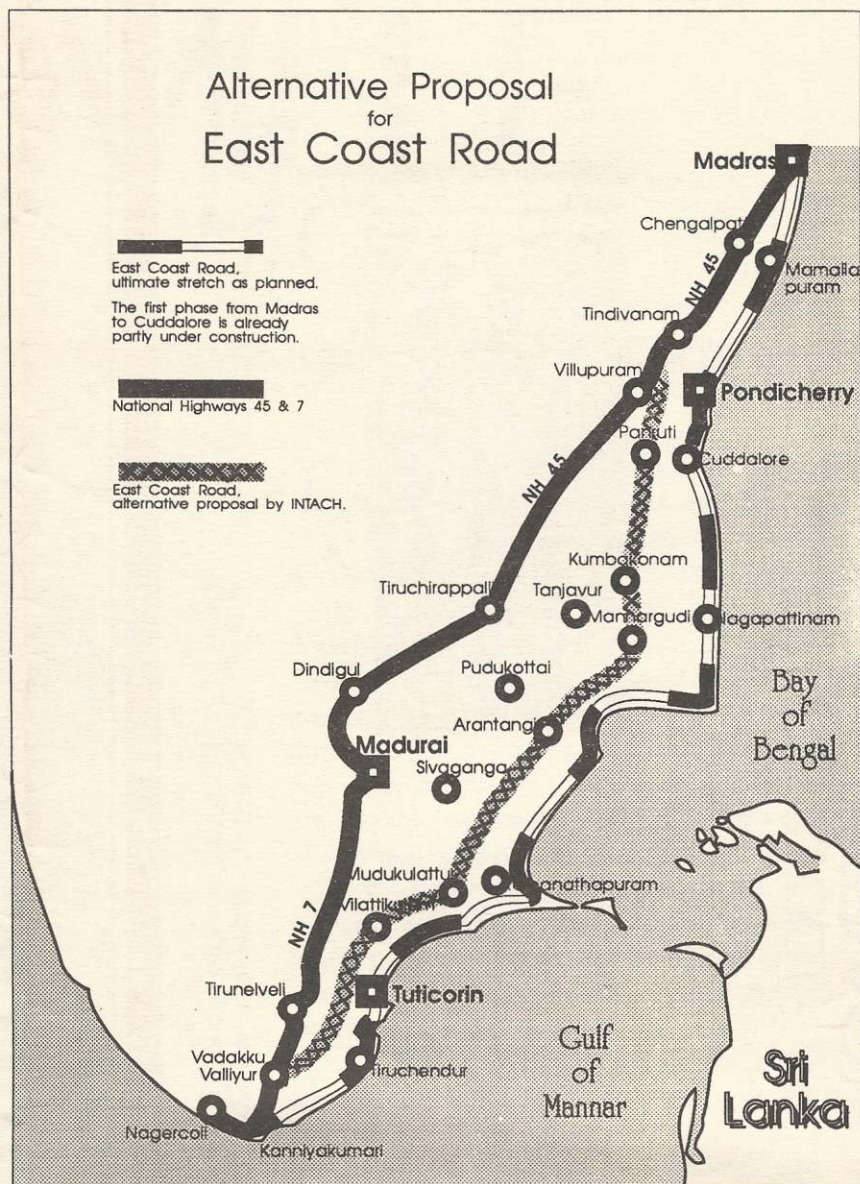 Alternative Proposal
for
East Coast Road
East Coast Road,
ultimate stretch as planned.
The first phase from Madras
to Cuddalore is already
partly under construction.
National Highways 45 & 7
East Coast Road,
alternative proposal by INTACH.
Madras
Chengalpat
NH 45
Mamalla
puram
Tindivanam
Villupuram
Pondicherry
Panruti
Cuddalore
NH 45
Kumbakonam
Tiruchirappalli
Tanjavur
Mannargudi
Nagapattinam
Dindigul
Pudukottai
Bay
of
Bengal
Arantangi
Madurai
Sivaganga
Mudukulattur
Vilattikulam
NH 7
Tirunelveli
Tuticorin
Vadakku
Valliyur
Tiruchendur
Gulf
of
Mannar
Sri
Lanka
Nagercoil
Kanniyakumari